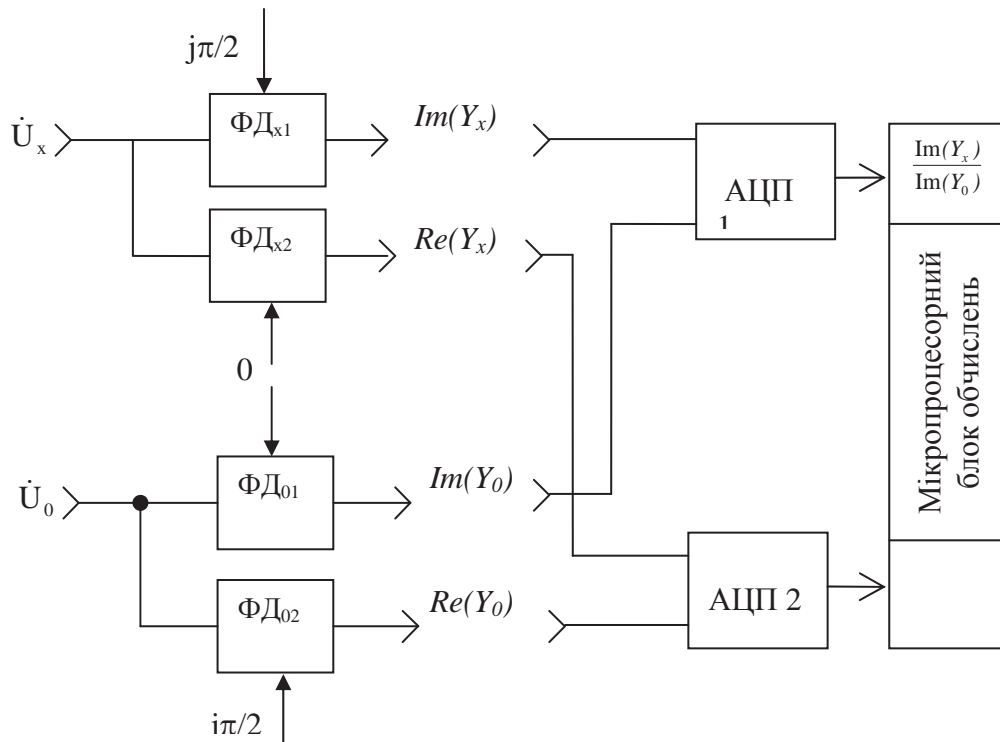 jπ/2
U̇x
ФДx1
Im(Yx)
АЦП
1
Im(Yx)
Im(Y0)
ФДx2
Re(Yx)
Мікропроцесорний
блок обчислень
0
U̇0
ФД01
Im(Y0)
ФД02
Re(Y0)
АЦП 2
jπ/2